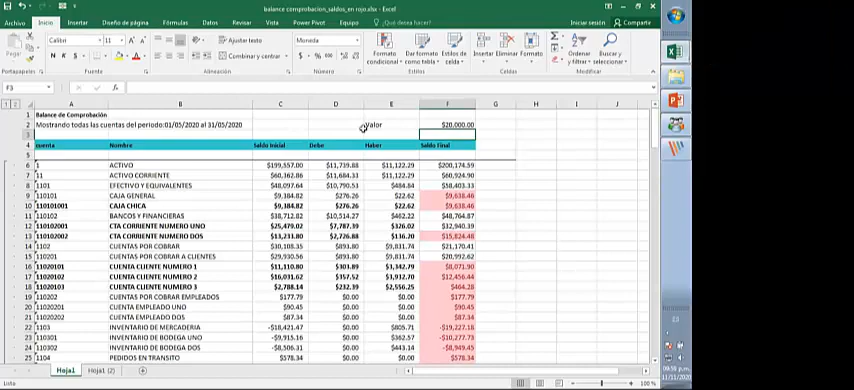 balance comprobacion_saldos_en rojo.xlsx - Excel
Archivo Inicio Insertar Diseño de página Fórmulas Datos Revisar Vista Power Pivot Equipo ¿Qué desea hacer? Iniciar sesión Compartir
Calibri 11 Ajustar texto Moneda
Pegar N K S Combinar y centrar $ % 000 Formato condicional Dar formato como tabla Estilos de celda Insertar Eliminar Formato Ordenar y filtrar Buscar y seleccionar
Portapapeles Fuente Alineación Número Estilos Celdas Modificar
F3 fx
1 2 A B C D E F G H I J
1 Balance de Comprobación
2 Mostrando todas las cuentas del periodo:01/05/2020 al 31/05/2020 Valor $20,000.00
3
4 cuenta Nombre Saldo Inicial Debe Haber Saldo Final
5
6 1 ACTIVO $199,557.00 $11,739.88 $11,122.29 $200,174.59
7 11 ACTIVO CORRIENTE $60,362.86 $11,684.33 $11,122.29 $60,924.90
8 1101 EFECTIVO Y EQUIVALENTES $48,097.64 $10,790.53 $484.84 $58,403.33
9 110101 CAJA GENERAL $9,384.82 $276.26 $22.62 $9,638.46
10 110101001 CAJA CHICA $9,384.82 $276.26 $22.62 $9,638.46
11 110102 BANCOS Y FINANCIERAS $38,712.82 $10,514.27 $462.22 $48,764.87
12 110102001 CTA CORRIENTE NUMERO UNO $25,479.02 $7,787.39 $326.02 $32,940.39
13 110102002 CTA CORRIENTE NUMERO DOS $13,233.80 $2,726.88 $136.20 $15,824.48
14 1102 CUENTAS POR COBRAR $30,108.35 $893.80 $9,831.74 $21,170.41
15 110201 CUENTAS POR COBRAR A CLIENTES $29,930.56 $893.80 $9,831.74 $20,992.62
16 11020101 CUENTA CLIENTE NUMERO 1 $11,110.80 $303.89 $3,342.79 $8,071.90
17 11020102 CUENTA CLIENTE NUMERO 2 $16,031.62 $357.52 $3,932.70 $12,456.44
18 11020103 CUENTA CLIENTE NUMERO 3 $2,788.14 $232.39 $2,556.25 $464.28
19 110202 CUENTAS POR COBRAR EMPLEADOS $177.79 $0.00 $0.00 $177.79
20 11020201 CUENTA EMPLEADO UNO $90.45 $0.00 $0.00 $90.45
21 11020202 CUENTA EMPLEADO DOS $87.34 $0.00 $0.00 $87.34
22 1103 INVENTARIO DE MERCADERIA -$18,421.47 $0.00 $805.71 -$19,227.18
23 110301 INVENTARIO DE BODEGA UNO -$9,915.16 $0.00 $362.57 -$10,277.73
24 110302 INVENTARIO DE BODEGA DOS -$8,506.31 $0.00 $443.14 -$8,949.45
25 1104 PEDIDOS EN TRANSITO $578.34 $0.00 $0.00 $578.34
Hoja1 Hoja1 (2)
Listo 100 %
09:59 p.m.
11/11/2020